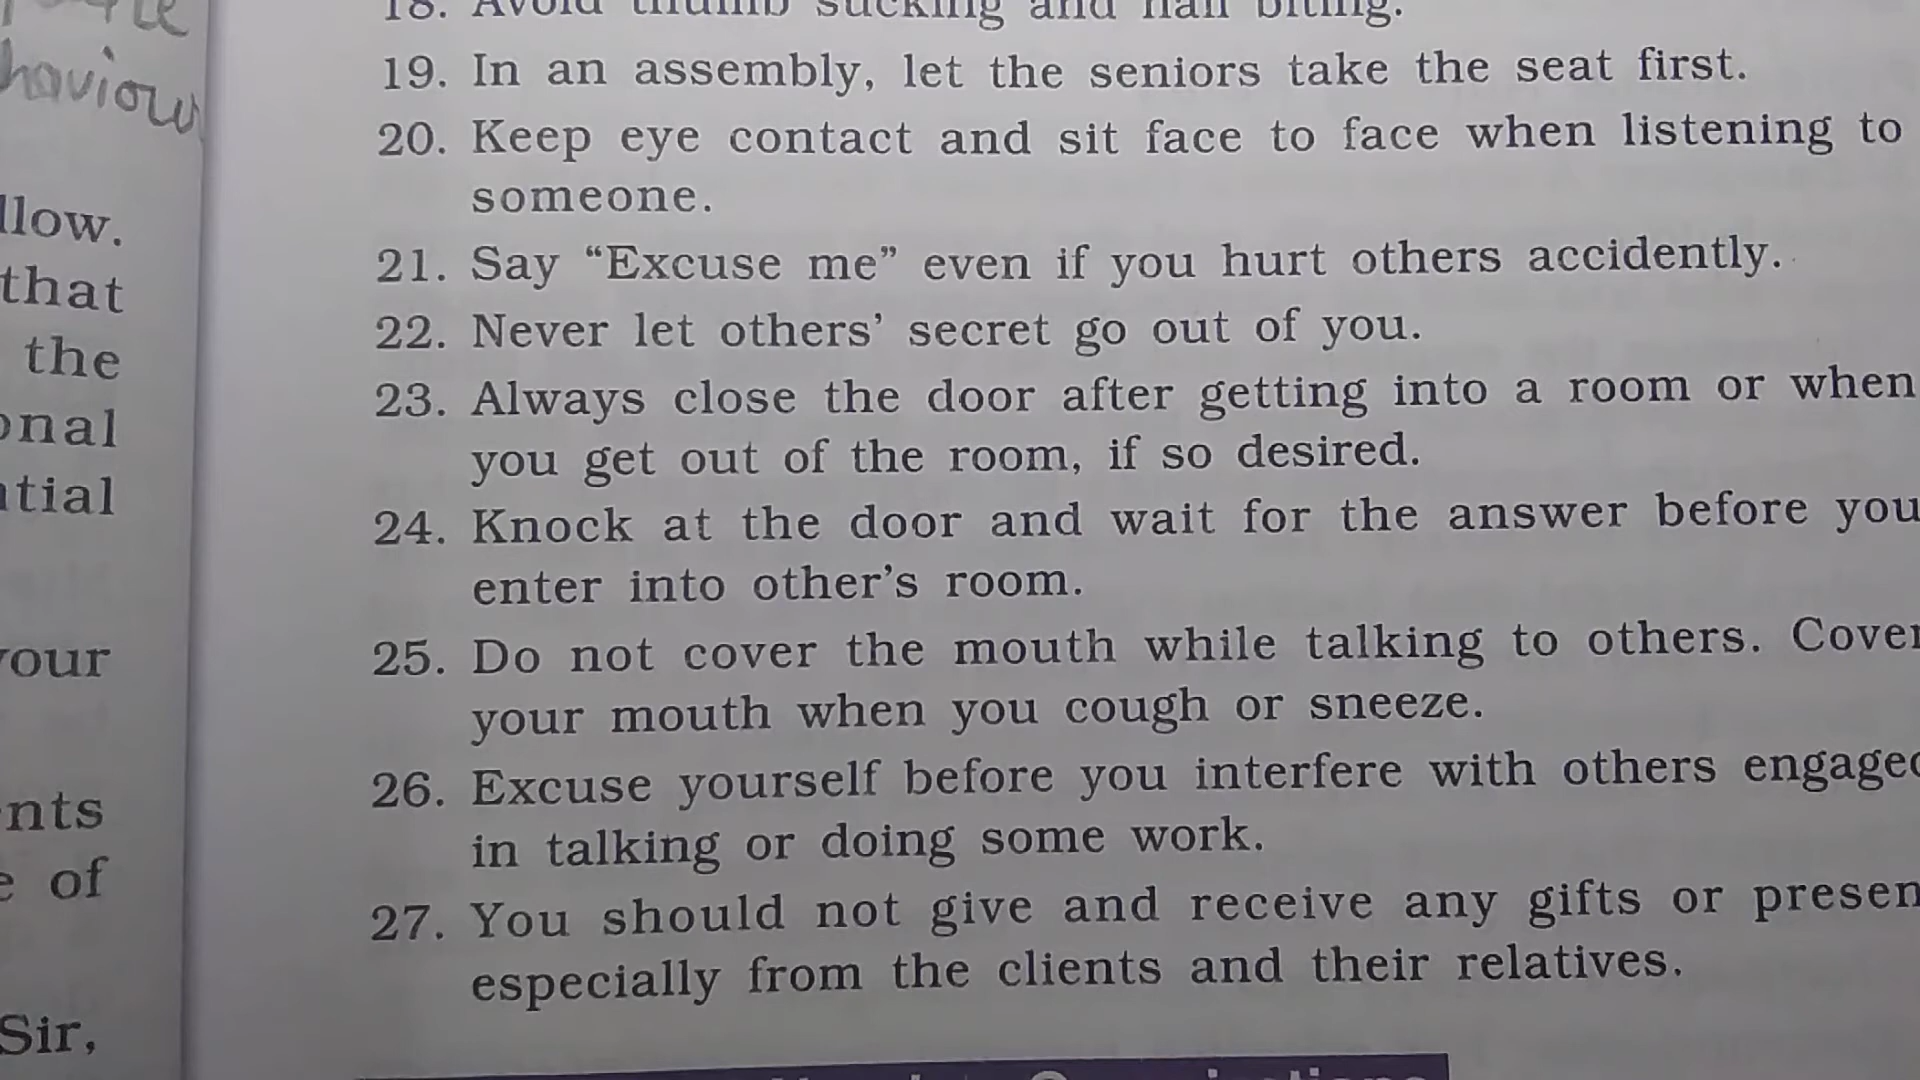 haviour
llow.
that
the
onal
ntial
your
nts
e of
Sir,
18. Avoid thumb sucking and nail biting.
19. In an assembly, let the seniors take the seat first.
20. Keep eye contact and sit face to face when listening to
someone.
21. Say “Excuse me” even if you hurt others accidently.
22. Never let others’ secret go out of you.
23. Always close the door after getting into a room or when
you get out of the room, if so desired.
24. Knock at the door and wait for the answer before you
enter into other’s room.
25. Do not cover the mouth while talking to others. Cover
your mouth when you cough or sneeze.
26. Excuse yourself before you interfere with others engaged
in talking or doing some work.
27. You should not give and receive any gifts or presen
especially from the clients and their relatives.